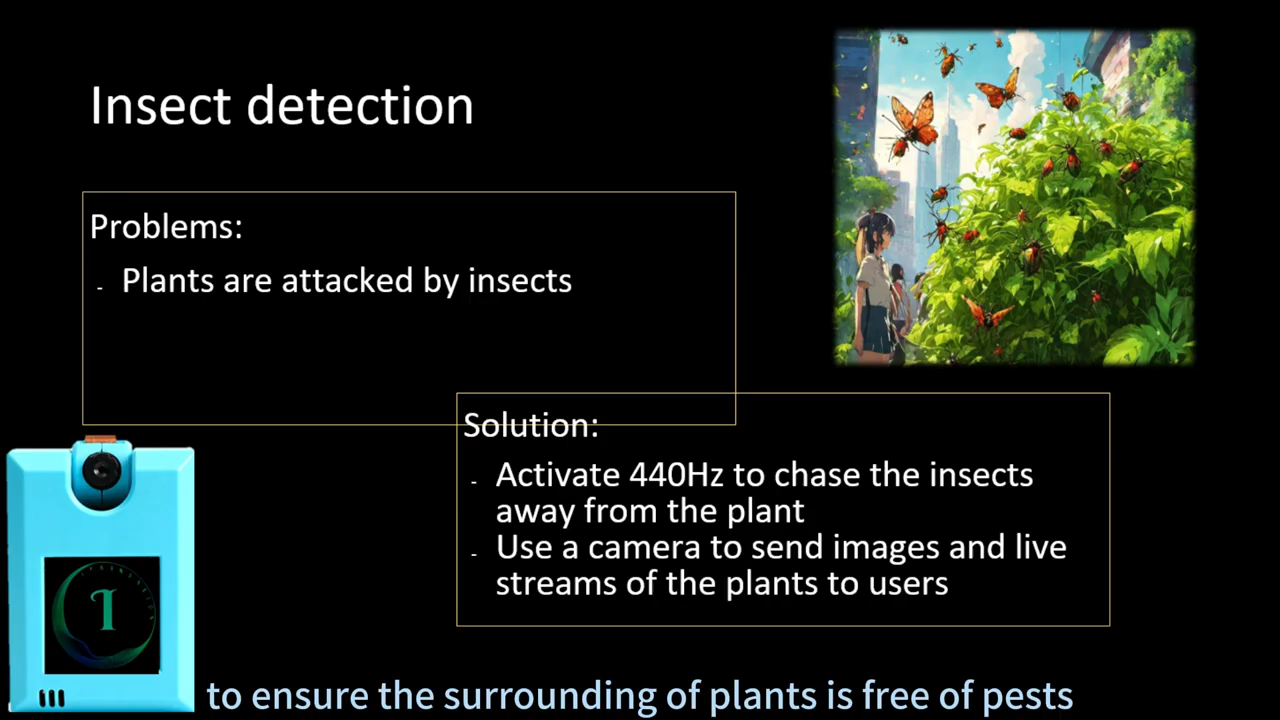 Insect detection
Problems:
- Plants are attacked by insects
Solution:
- Activate 440Hz to chase the insects
away from the plant
- Use a camera to send images and live
streams of the plants to users
I
to ensure the surrounding of plants is free of pests